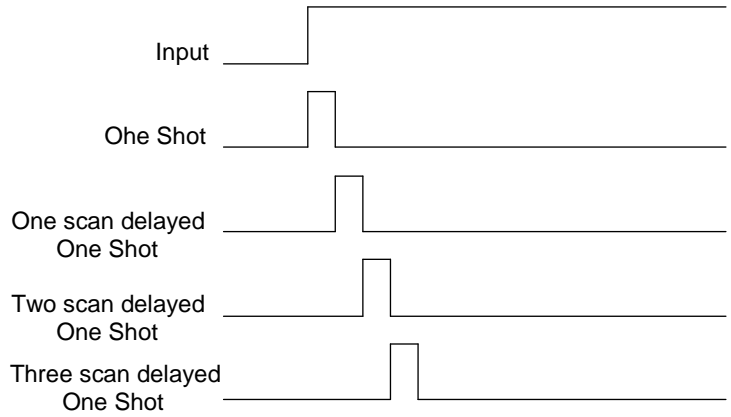 Input
Ohe Shot
One scan delayed
One Shot
Two scan delayed
One Shot
Three scan delayed
One Shot